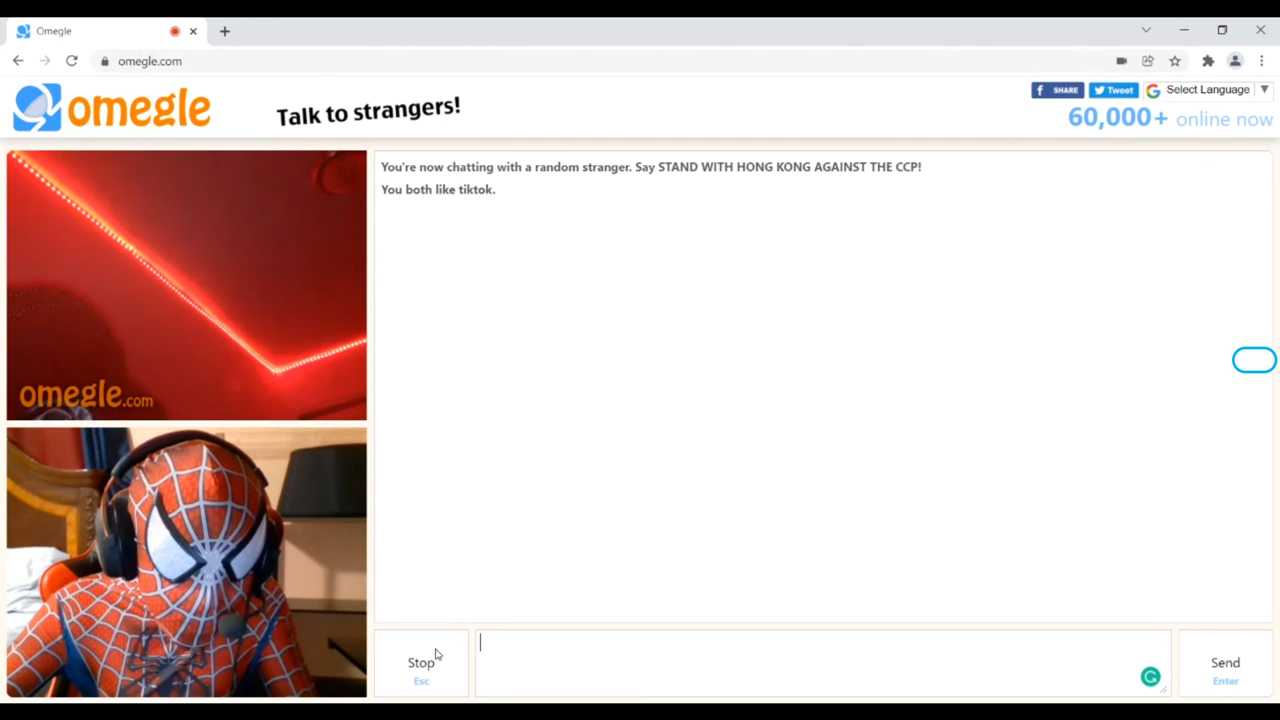 Omegle
omegle.com
omegle
Talk to strangers!
SHARE
Tweet
Select Language
60,000+ online now
You're now chatting with a random stranger. Say STAND WITH HONG KONG AGAINST THE CCP!
You both like tiktok.
omegle.com
Stop
Esc
Send
Enter